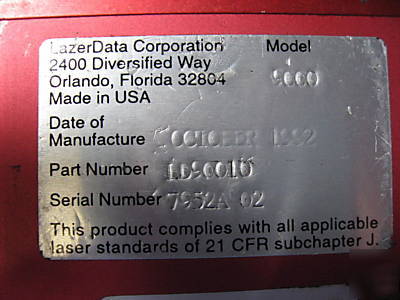 LazerData Corporation Model
2400 Diversified Way 9000
Orlando, Florida 32804
Made in USA
Date of
Manufacture OCTOBER 1992
Part Number LD90010
Serial Number 7952A 02
This product complies with all applicable
laser standards of 21 CFR subchapter J.